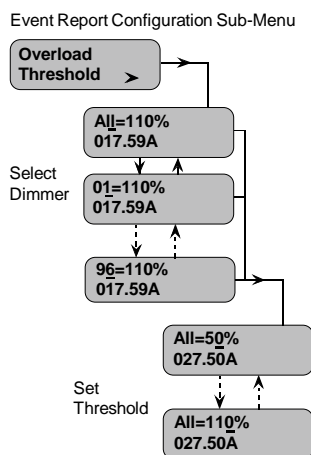 Event Report Configuration Sub-Menu
Overload
Threshold
All=110%
017.59A
Select
Dimmer
01=110%
017.59A
96=110%
017.59A
All=50%
027.50A
Set
Threshold
All=110%
027.50A